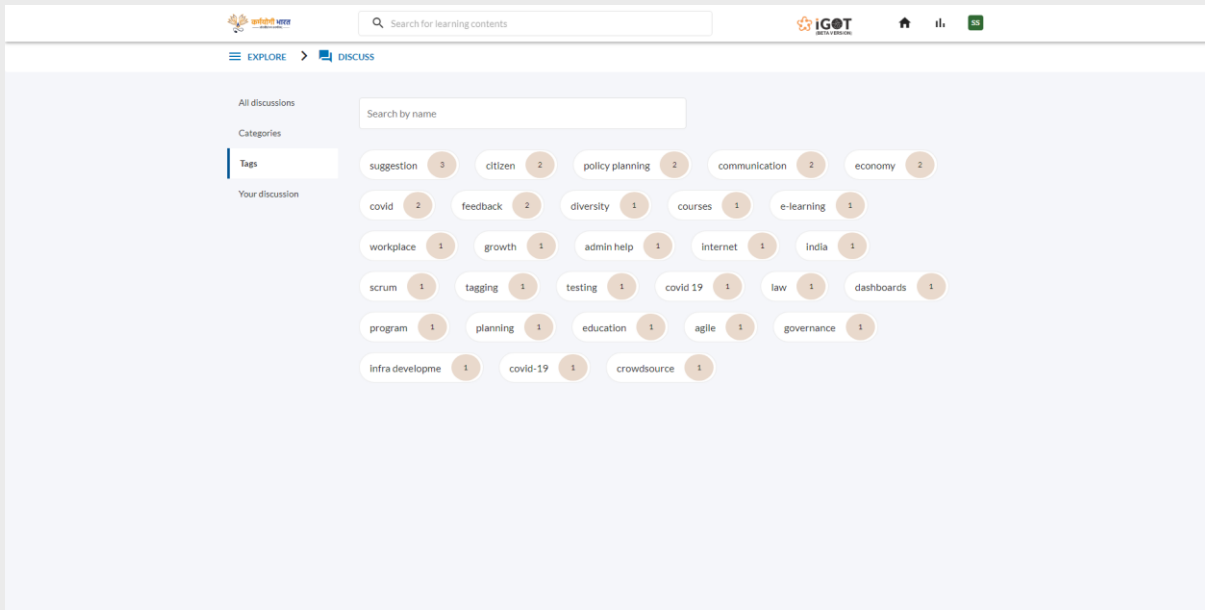 कर्मयोगी भारत
Search for learning contents
iGOT
(BETA VERSION)
SS
EXPLORE
DISCUSS
All discussions
Categories
Tags
Your discussion
Search by name
suggestion 3 citizen 2 policy planning 2 communication 2 economy 2
covid 2 feedback 2 diversity 1 courses 1 e-learning 1
workplace 1 growth 1 admin help 1 internet 1 india 1
scrum 1 tagging 1 testing 1 covid 19 1 law 1 dashboards 1
program 1 planning 1 education 1 agile 1 governance 1
infra developme 1 covid-19 1 crowdsource 1